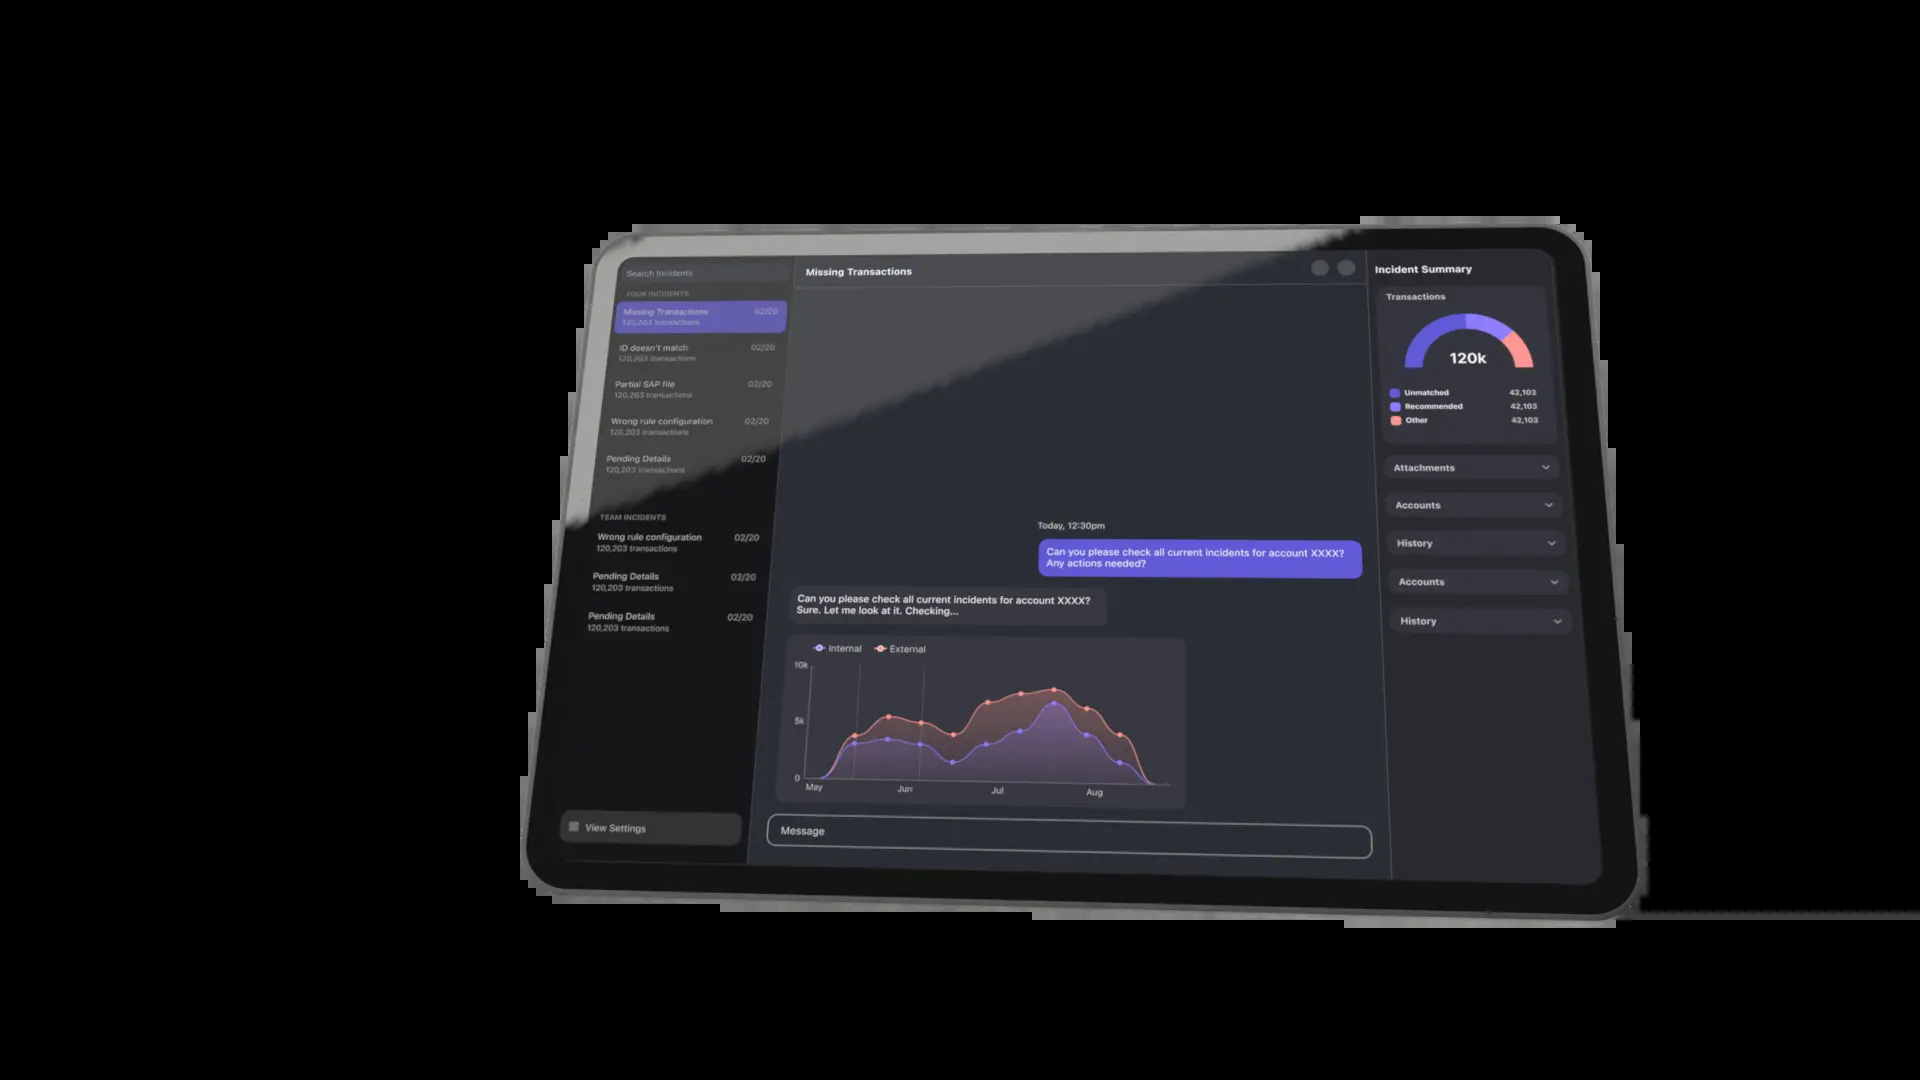 Search Incidents
YOUR INCIDENTS
Missing Transactions 02/20
120,203 transactions
ID doesn't match 02/20
120,203 transactions
Partial SAP file 02/20
120,203 transactions
Wrong rule configuration 02/20
120,203 transactions
Pending Details 02/20
120,203 transactions
TEAM INCIDENTS
Wrong rule configuration 02/20
120,203 transactions
Pending Details 02/20
120,203 transactions
Pending Details 02/20
120,203 transactions
View Settings
Missing Transactions
Today, 12:30pm
Can you please check all current incidents for account XXXX?
Any actions needed?
Can you please check all current incidents for account XXXX?
Sure. Let me look at it. Checking...
Internal External
10k
5k
0
May Jun Jul Aug
Message
Incident Summary
Transactions
120k
Unmatched 42,103
Recommended 42,103
Other 42,103
Attachments
Accounts
History
Accounts
History